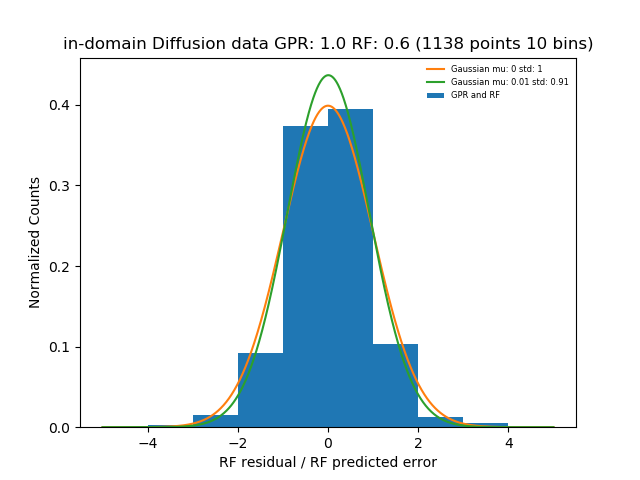 in-domain Diffusion data GPR: 1.0 RF: 0.6 (1138 points 10 bins)
Gaussian mu: 0 std: 1
Gaussian mu: 0.01 std: 0.91
GPR and RF
Normalized Counts
0.4
0.3
0.2
0.1
0.0
−4 −2 0 2 4
RF residual / RF predicted error